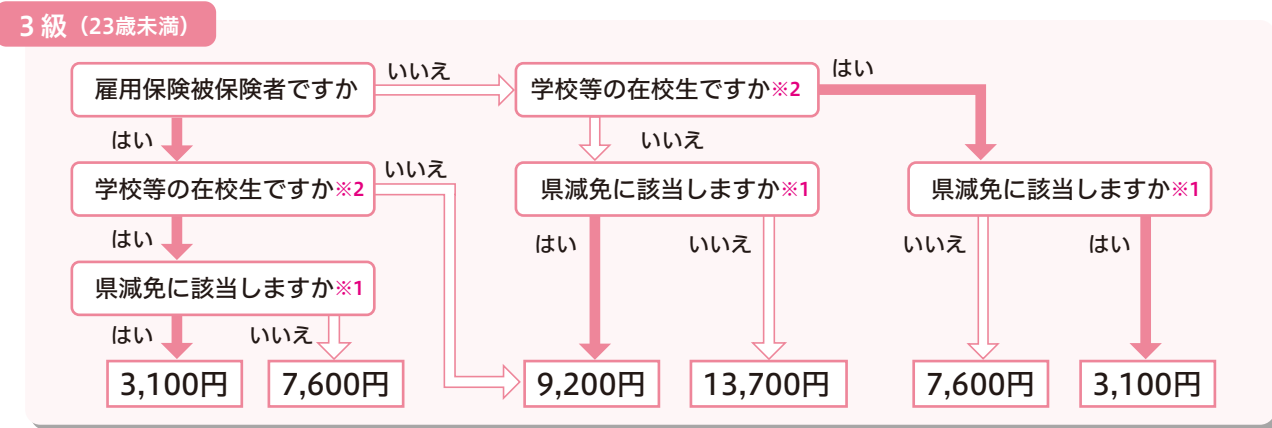 3級（23歳未満）
雇用保険被保険者ですか
いいえ
学校等の在校生ですか※2
はい
はい
いいえ
学校等の在校生ですか※2
いいえ
県減免に該当しますか※1
県減免に該当しますか※1
はい
はい
いいえ
いいえ
はい
県減免に該当しますか※1
はい
いいえ
3,100円
7,600円
9,200円
13,700円
7,600円
3,100円